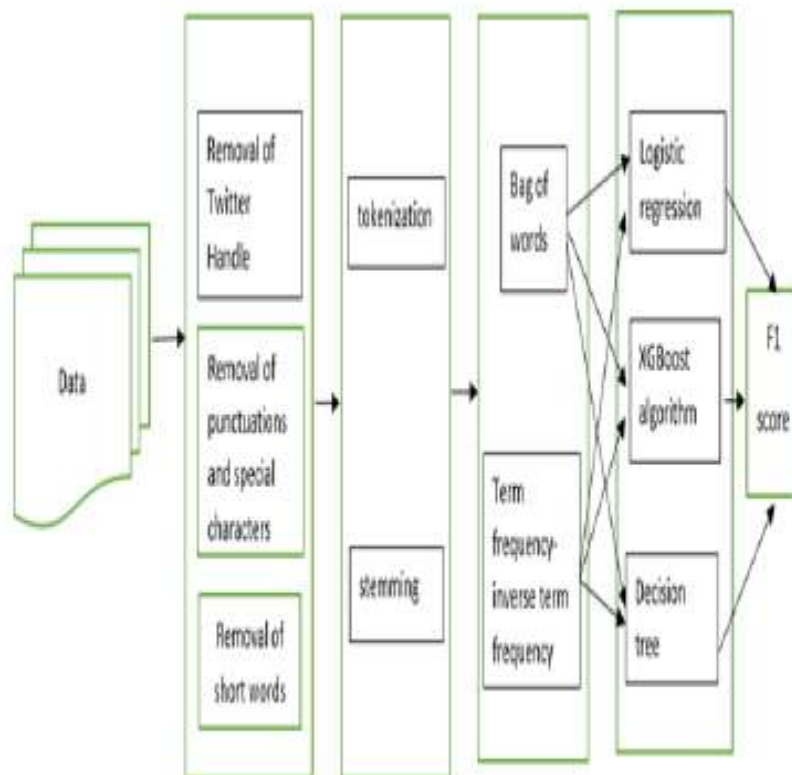 Data
Removal of
Twitter
Handle
Removal of
punctuations
and special
characters
Removal of
short words
tokenization
stemming
Bag of
words
Term
frequency-
inverse term
frequency
Logistic
regression
XGBoost
algorithm
Decision
tree
F1
score